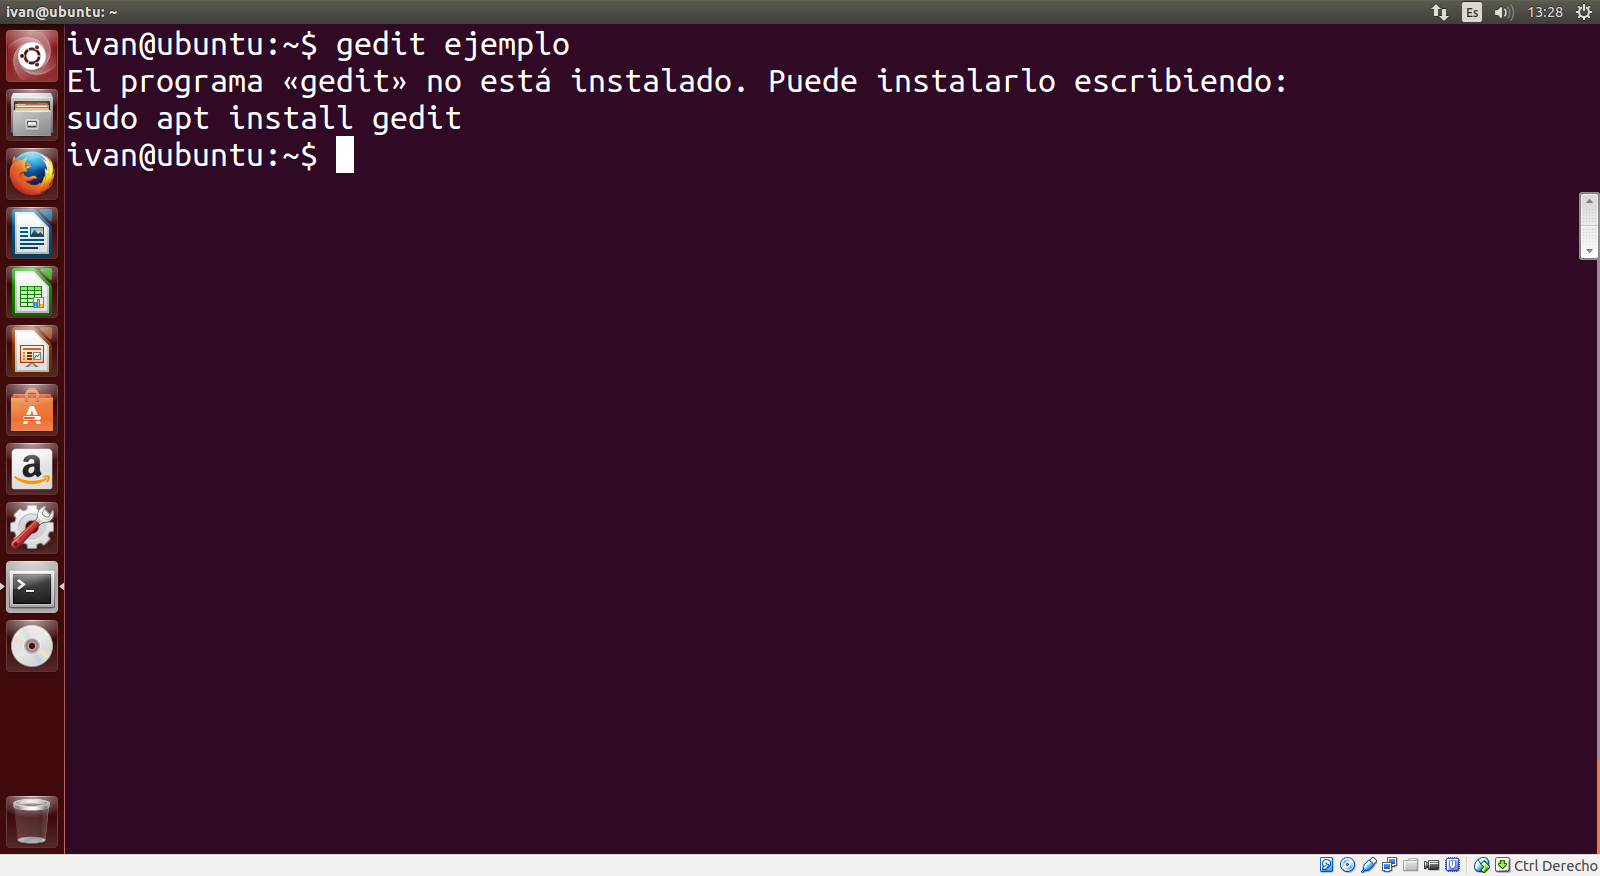 ivan@ubuntu: ~
Es
13:28
ivan@ubuntu:~$ gedit ejemplo
El programa «gedit» no está instalado. Puede instalarlo escribiendo:
sudo apt install gedit
ivan@ubuntu:~$
Ctrl Derecho